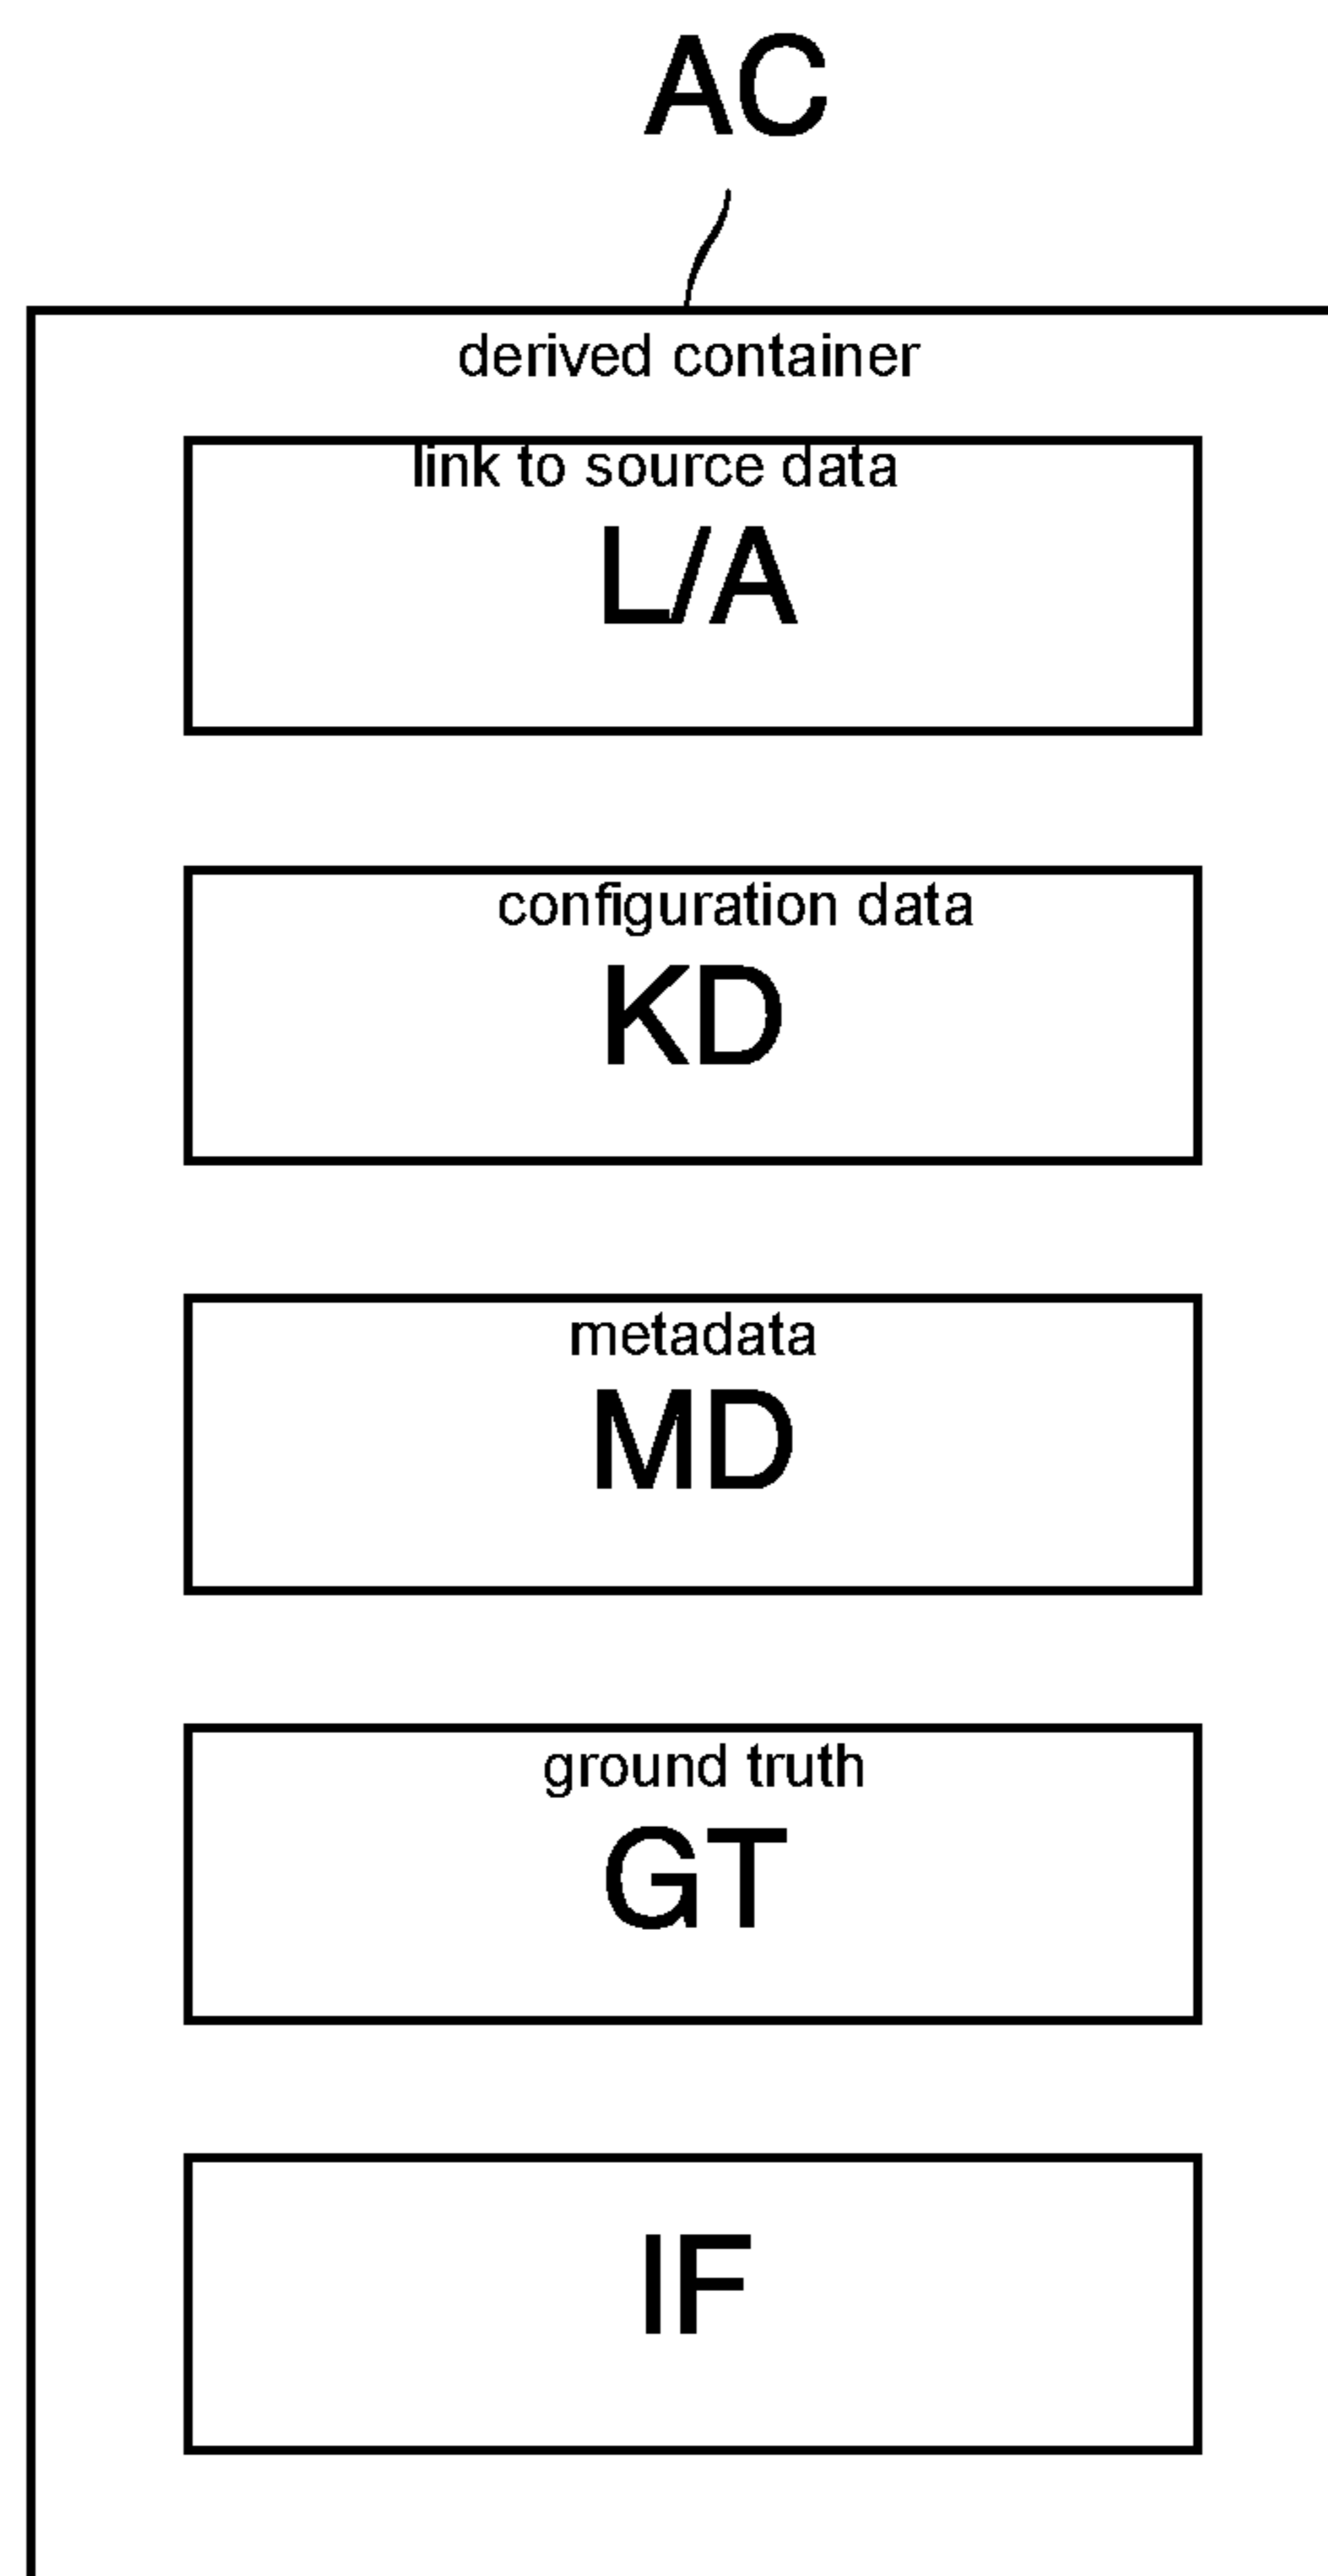 AC
derived container
link to source data
L/A
configuration data
KD
metadata
MD
ground truth
GT
IF